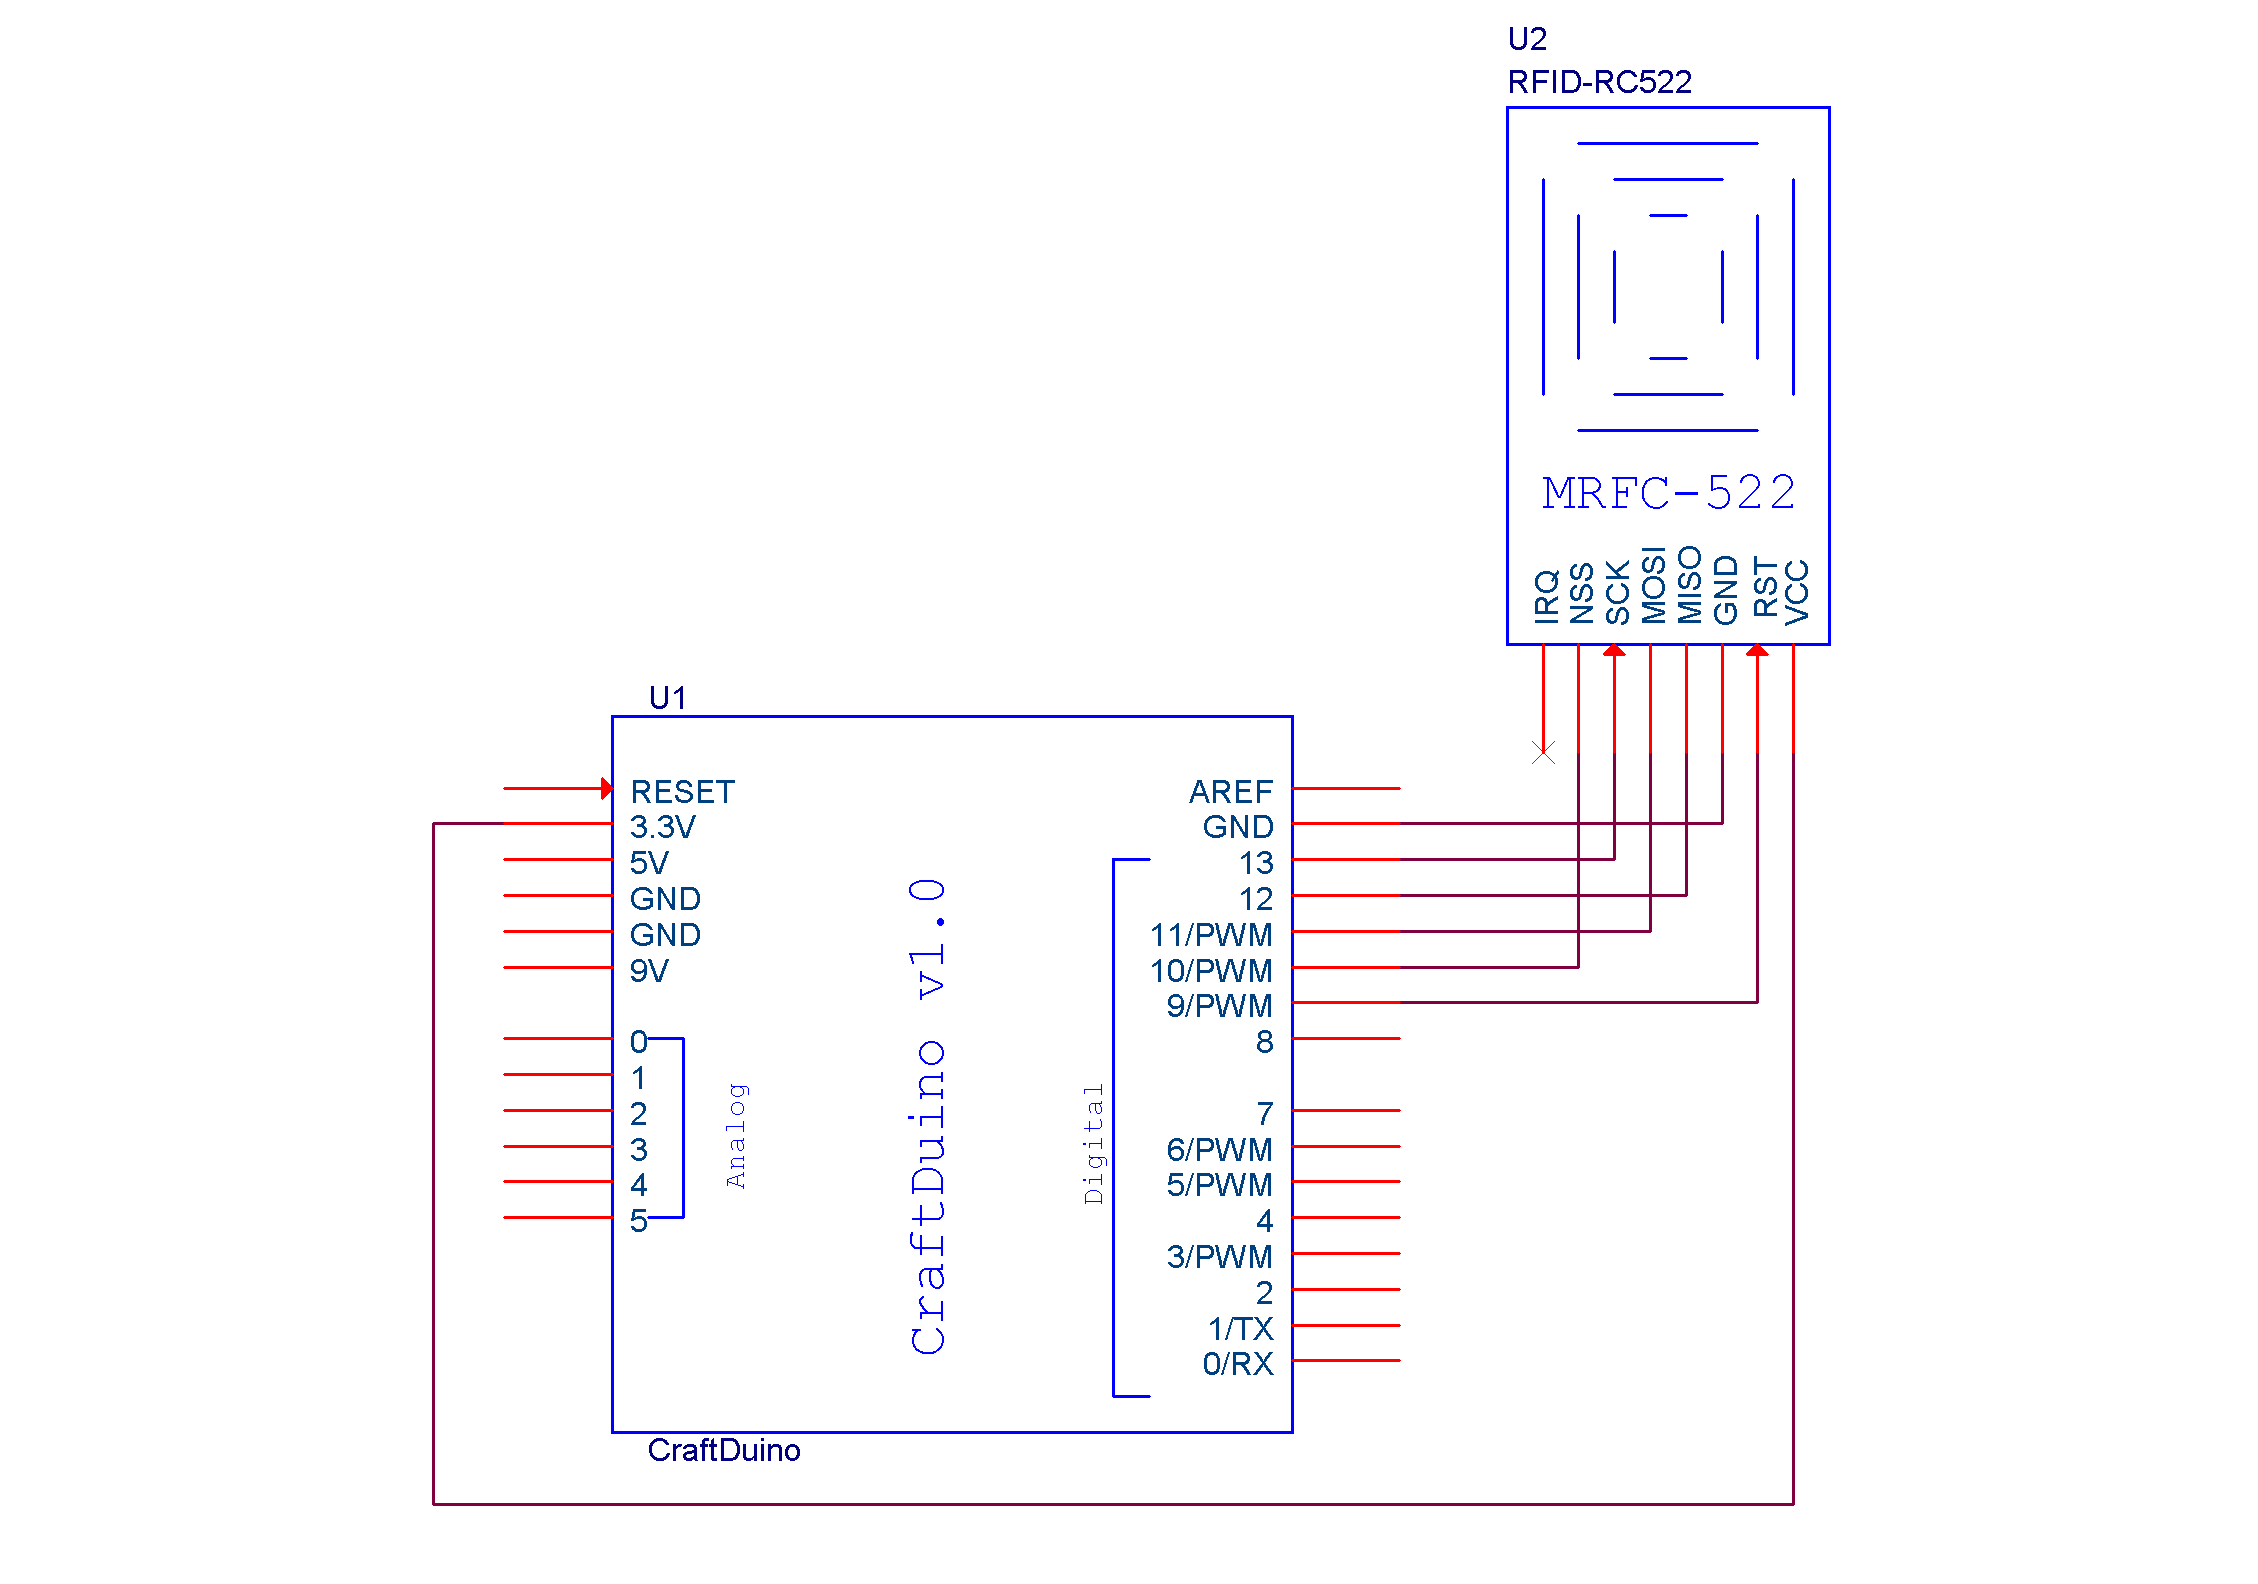 U2
RFID-RC522
MRFC-522
IRQ
NSS
SCK
MOSI
MISO
GND
RST
VCC
U1
RESET
3.3V
5V
GND
GND
9V
0
1
2
3
4
5
Analog
CraftDuino v1.0
Digital
AREF
GND
13
12
11/PWM
10/PWM
9/PWM
8
7
6/PWM
5/PWM
4
3/PWM
2
1/TX
0/RX
CraftDuino